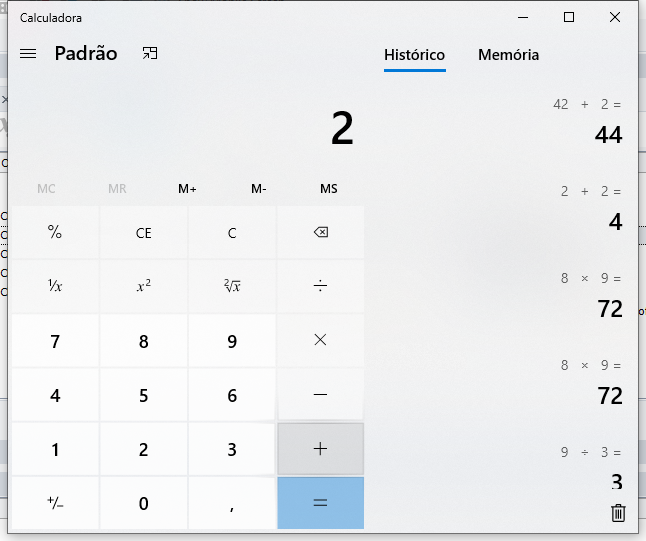 Calculadora
Padrão
Histórico Memória
2
MC MR M+ M- MS
% CE C
¹/x x² ²√x ÷
7 8 9 ×
4 5 6 −
1 2 3 +
+/− 0 , =
42 + 2 =
44
2 + 2 =
4
8 × 9 =
72
8 × 9 =
72
9 ÷ 3 =
3